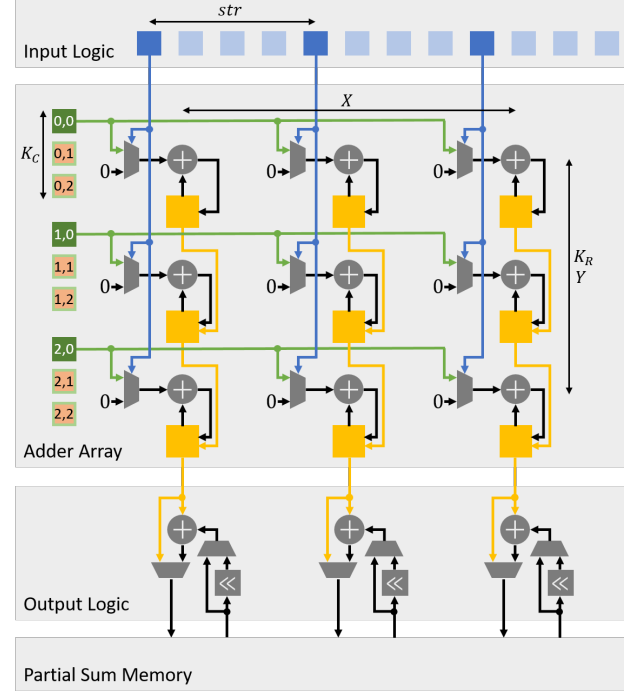 str
Input Logic
X
0,0
K_C
0,1
0 0 0
0,2
1,0
K_R
1,1
Y
0 0 0
1,2
2,0
2,1
0 0 0
2,2
Adder Array
<< << <<
Output Logic
Partial Sum Memory